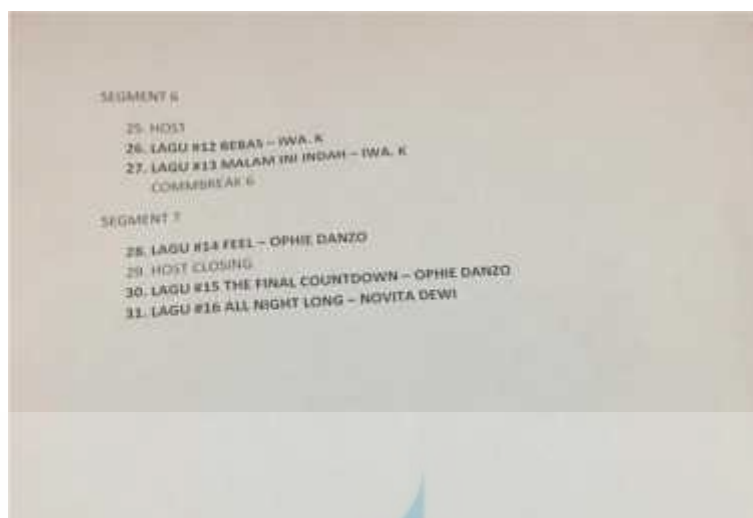 SEGMENT 6
25. HOST
26. LAGU #12 BEBAS – IWA. K
27. LAGU #13 MALAM INI INDAH – IWA. K
COMMBREAK 6
SEGMENT 7
28. LAGU #14 FEEL – OPHIE DANZO
29. HOST CLOSING
30. LAGU #15 THE FINAL COUNTDOWN – OPHIE DANZO
31. LAGU #16 ALL NIGHT LONG – NOVITA DEWI